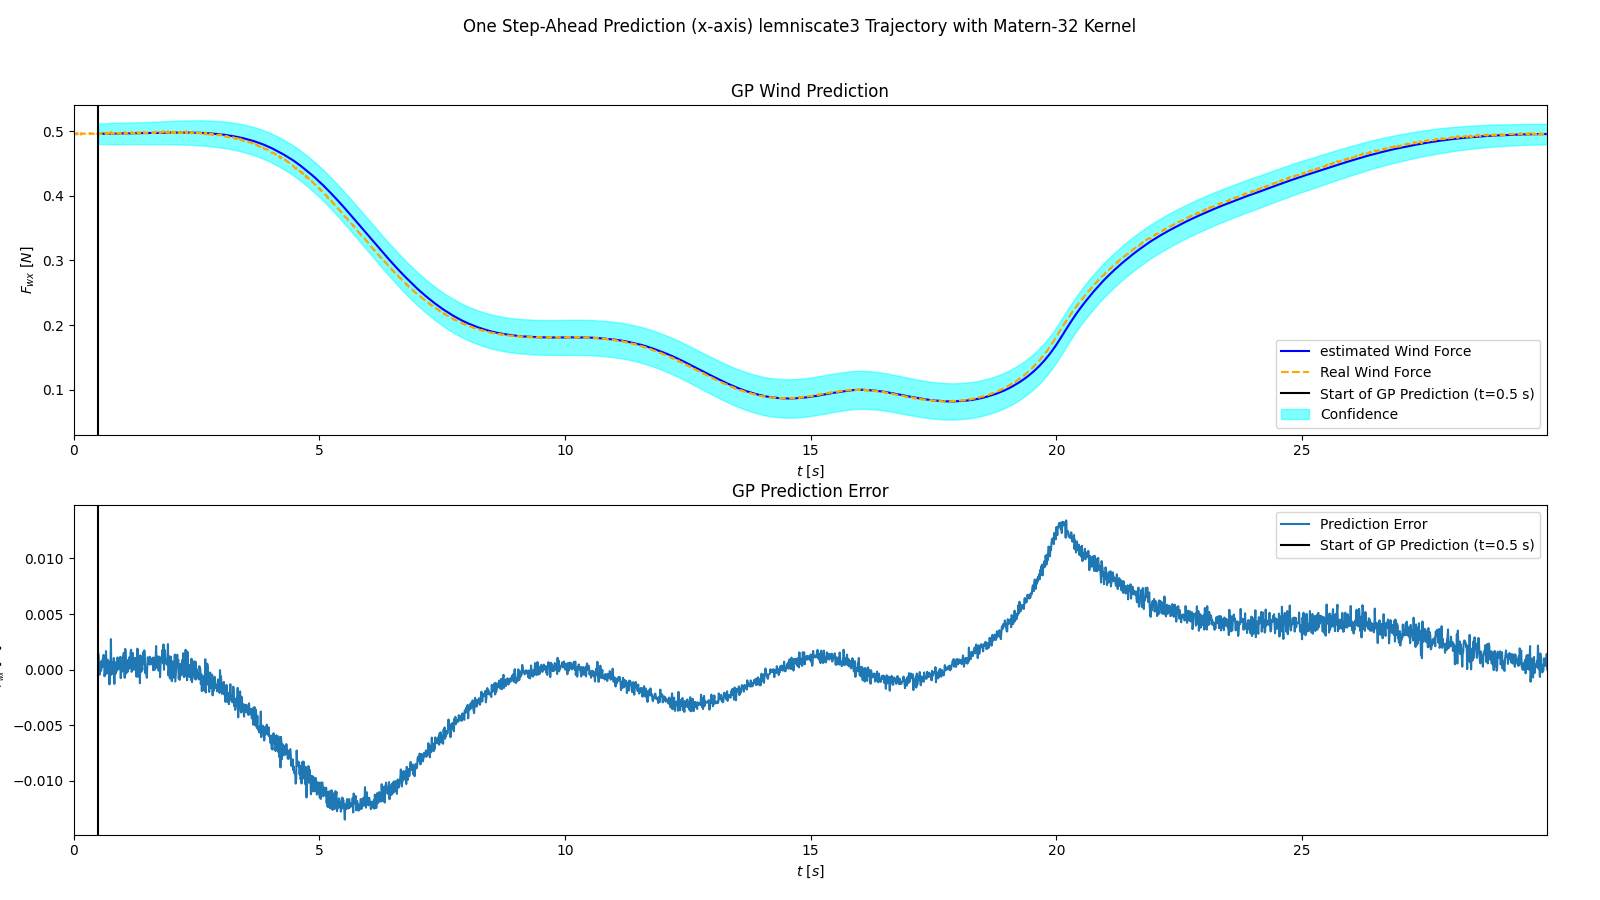 One Step-Ahead Prediction (x-axis) lemniscate3 Trajectory with Matern-32 Kernel
GP Wind Prediction
0.5
0.4
0.3
0.2
0.1
F_wx [N]
estimated Wind Force
Real Wind Force
Start of GP Prediction (t=0.5 s)
Confidence
0 5 10 15 20 25
t [s]
GP Prediction Error
0.010
0.005
0.000
−0.005
−0.010
Prediction Error
Start of GP Prediction (t=0.5 s)
0 5 10 15 20 25
t [s]